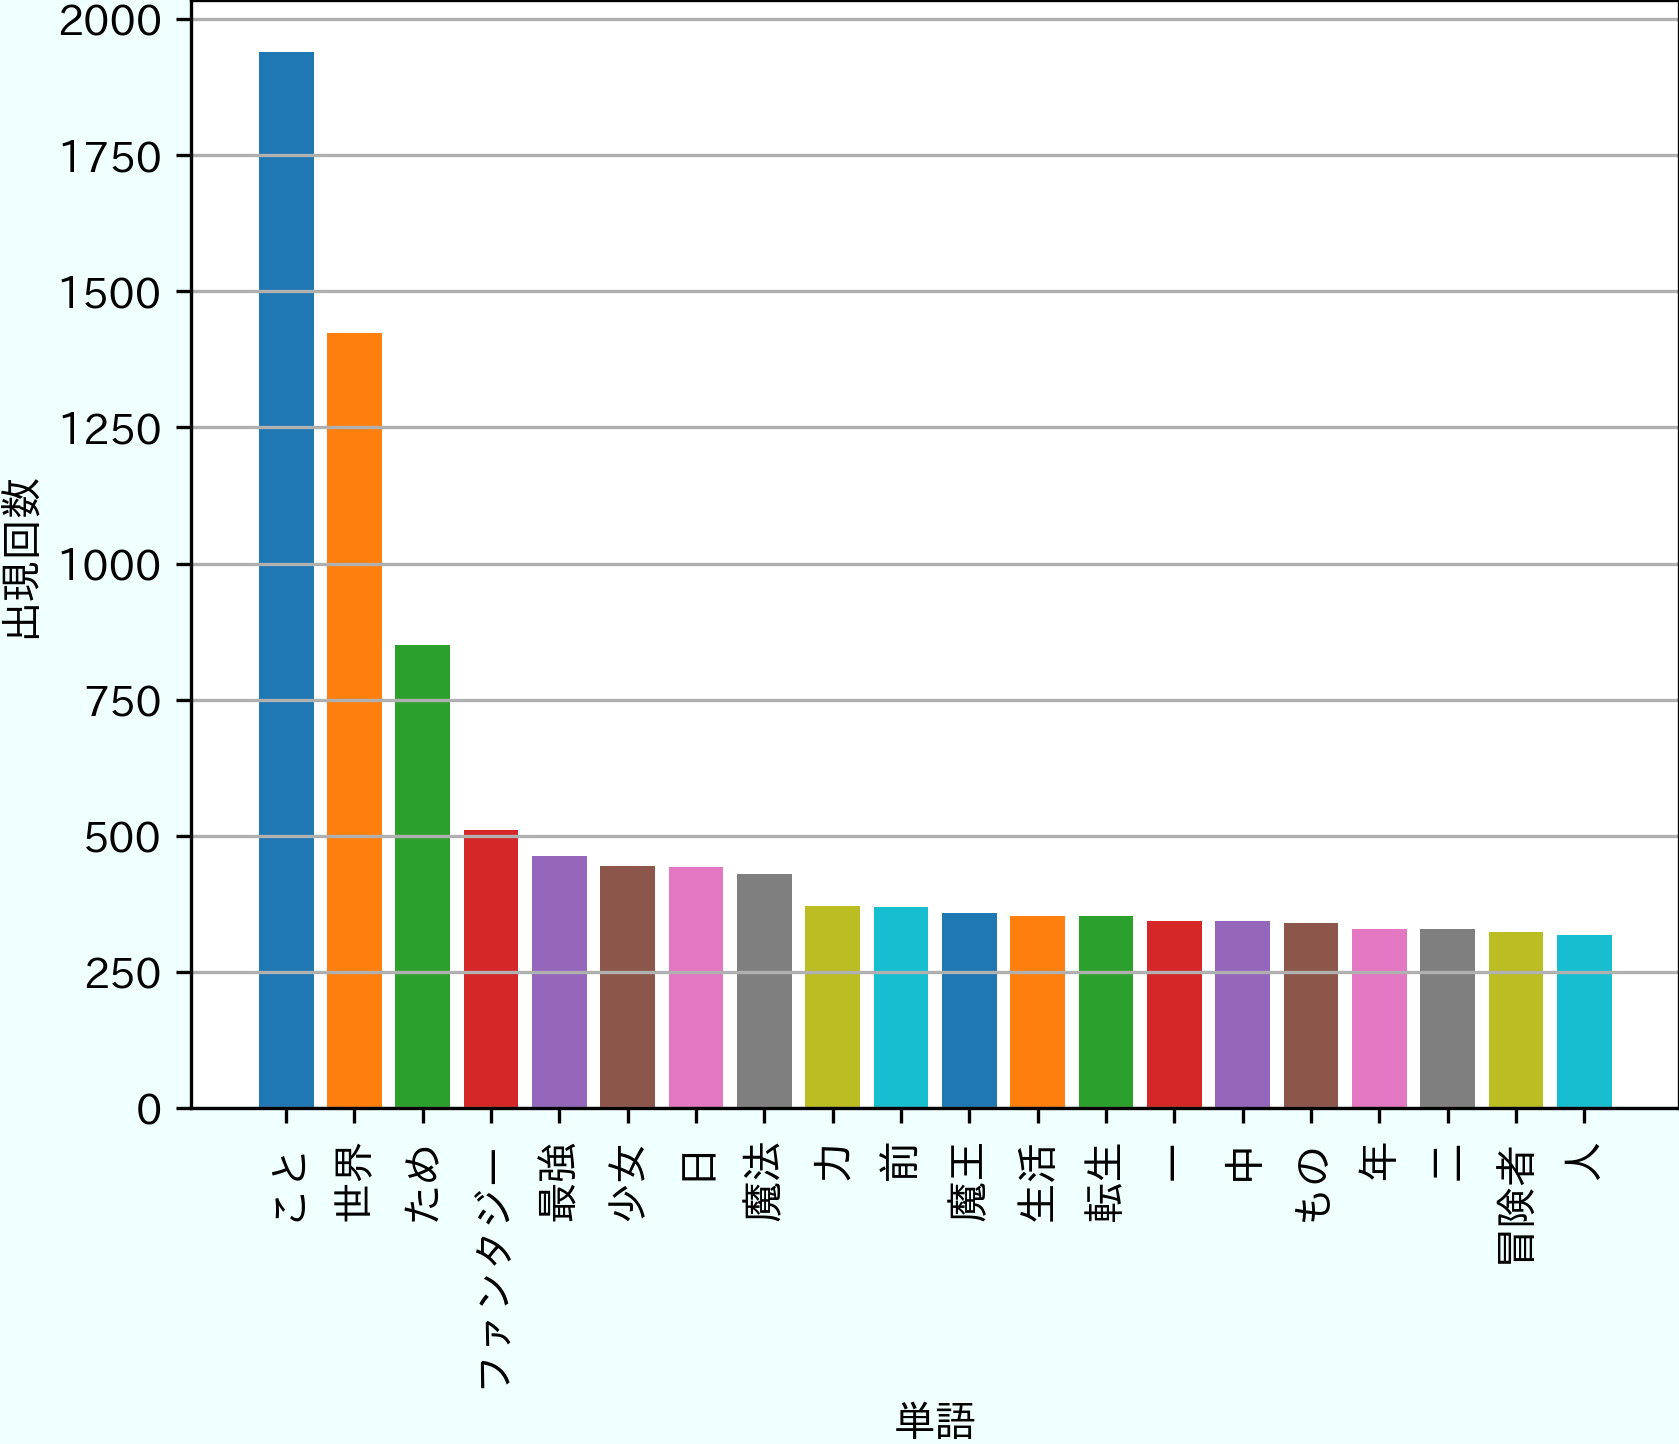 2000
1750
1500
1250
1000
750
500
250
0
出現回数
こと
世界
ため
ファンタジー
最強
少女
日
魔法
力
前
魔王
生活
転生
一
中
もの
年
二
冒険者
人
単語